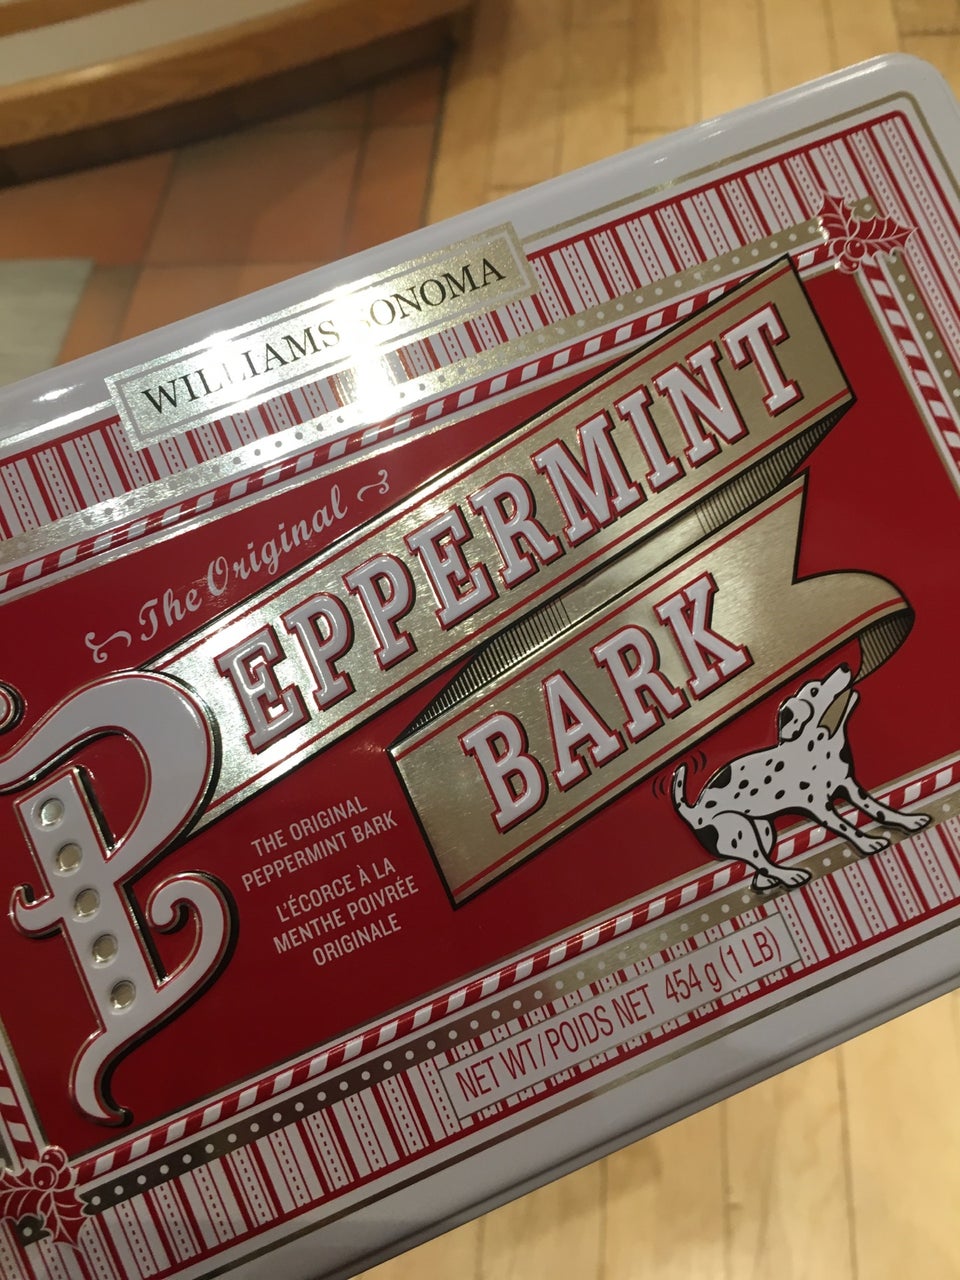 WILLIAMS SONOMA
The Original
PEPPERMINT
BARK
THE ORIGINAL
PEPPERMINT BARK
L'ÉCORCE À LA
MENTHE POIVRÉE
ORIGINALE
NET WT/POIDS NET 454 g (1 LB)